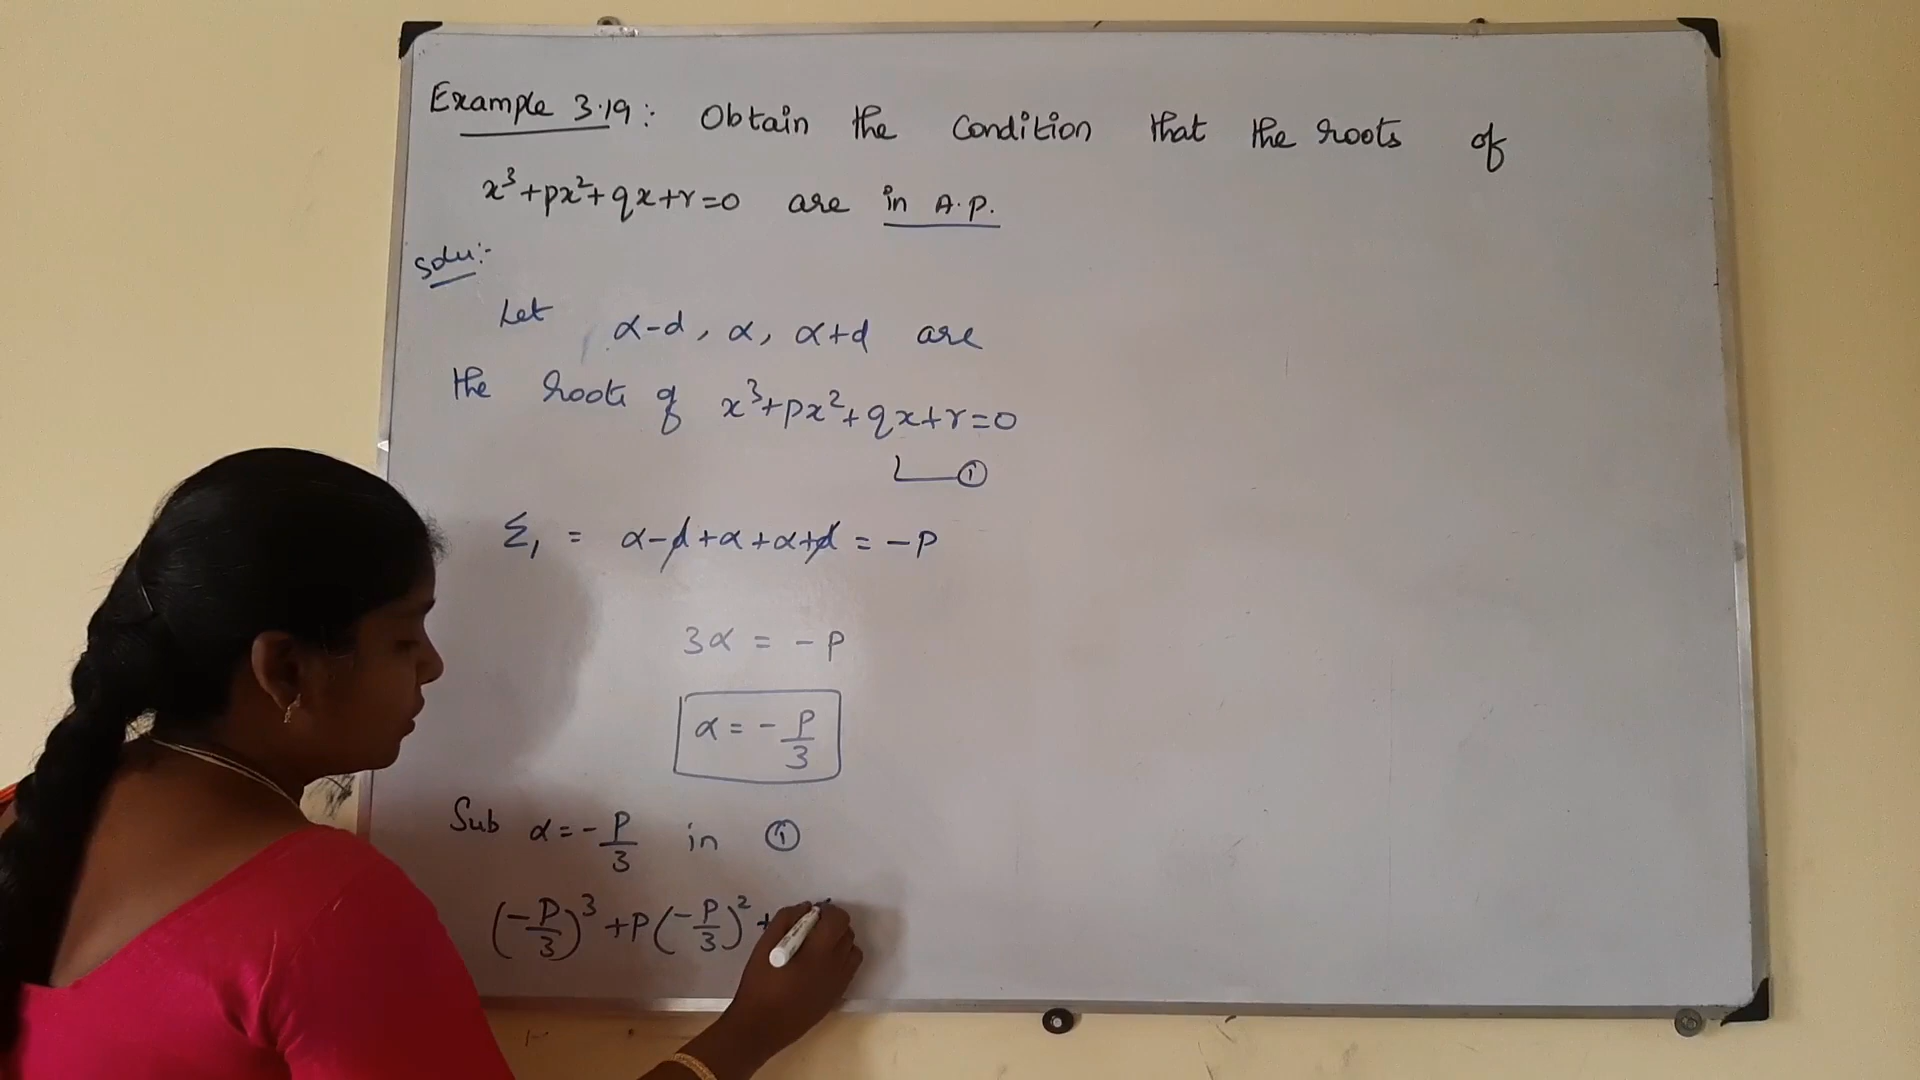 Example 3.19: Obtain the condition that the roots of
x³+px²+qx+r=0 are in A.P.
Solu:-
Let α-d, α, α+d are
the roots of x³+px²+qx+r=0
①
Σ₁ = α-d+α+α+d = -P
3α = -P
α = -P/3
Sub α=-P/3 in ①
(-P/3)³+P(-P/3)²+